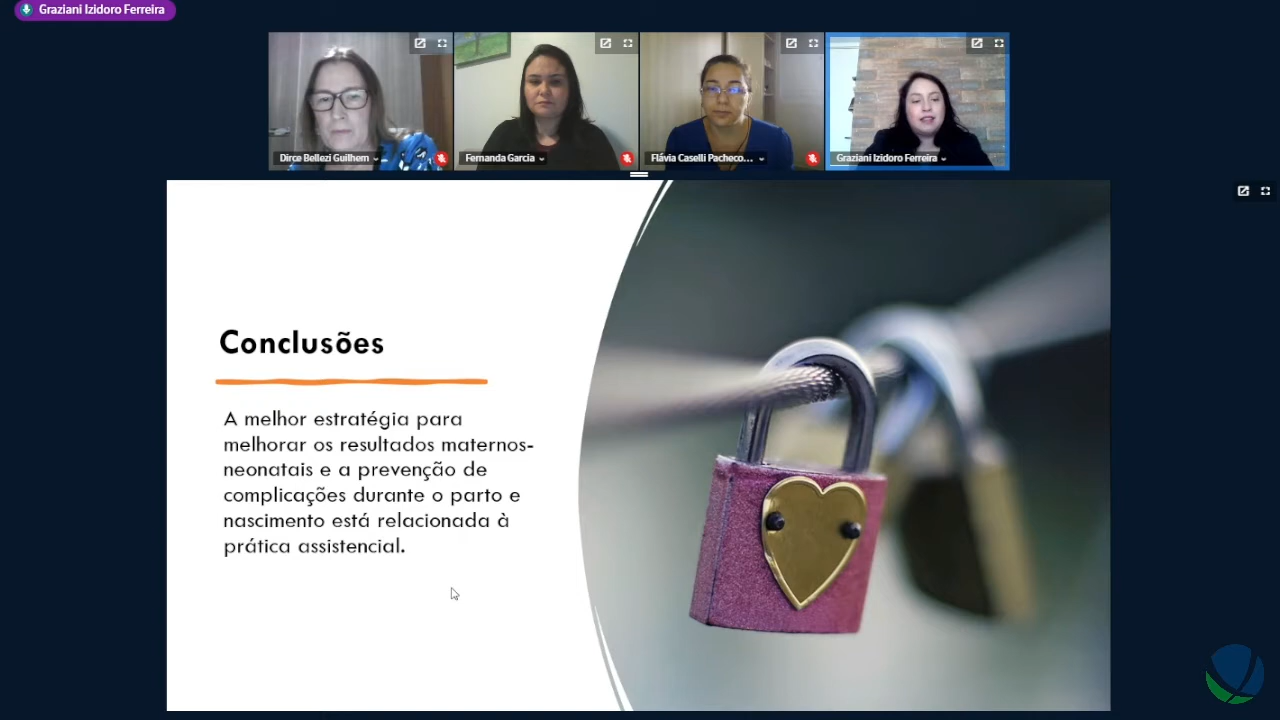 Graziani Izidoro Ferreira
Dirce Bellezi Guilhem
Fernanda Garcia
Flávia Caselli Pacheco...
Graziani Izidoro Ferreira
Conclusões
A melhor estratégia para
melhorar os resultados maternos-
neonatais e a prevenção de
complicações durante o parto e
nascimento está relacionada à
prática assistencial.